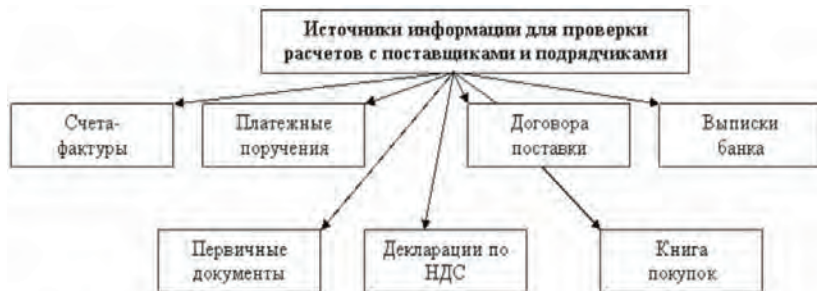 Источники информации для проверки
расчетов с поставщиками и подрядчиками
Счета-
фактуры
Платежные
поручения
Договора
поставки
Выписки
банка
Первичные
документы
Декларации по
НДС
Книга
покупок